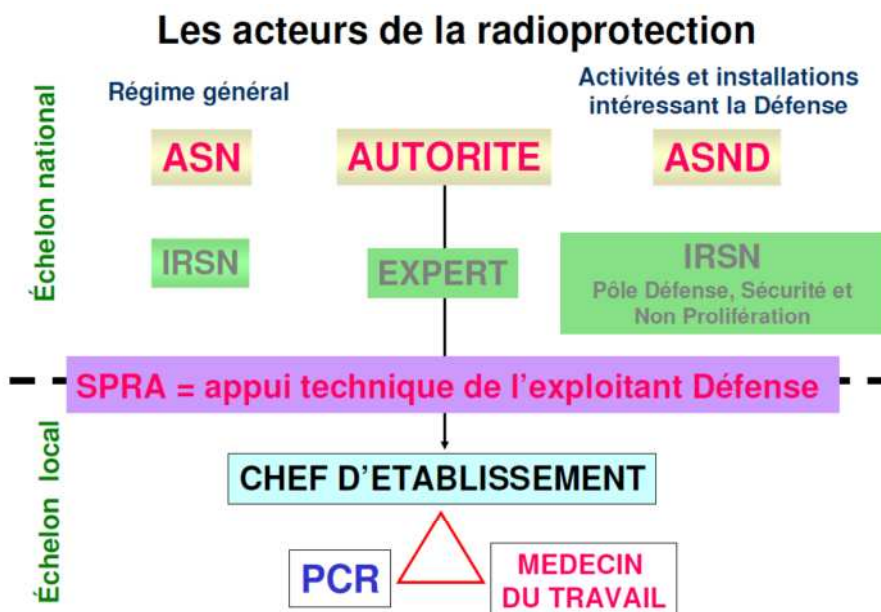 Les acteurs de la radioprotection
Régime général
Activités et installations
intéressant la Défense
Échelon national
ASN
AUTORITE
ASND
IRSN
EXPERT
IRSN
Pôle Défense, Sécurité et
Non Prolifération
SPRA = appui technique de l'exploitant Défense
Échelon local
CHEF D'ETABLISSEMENT
PCR
MEDECIN
DU TRAVAIL